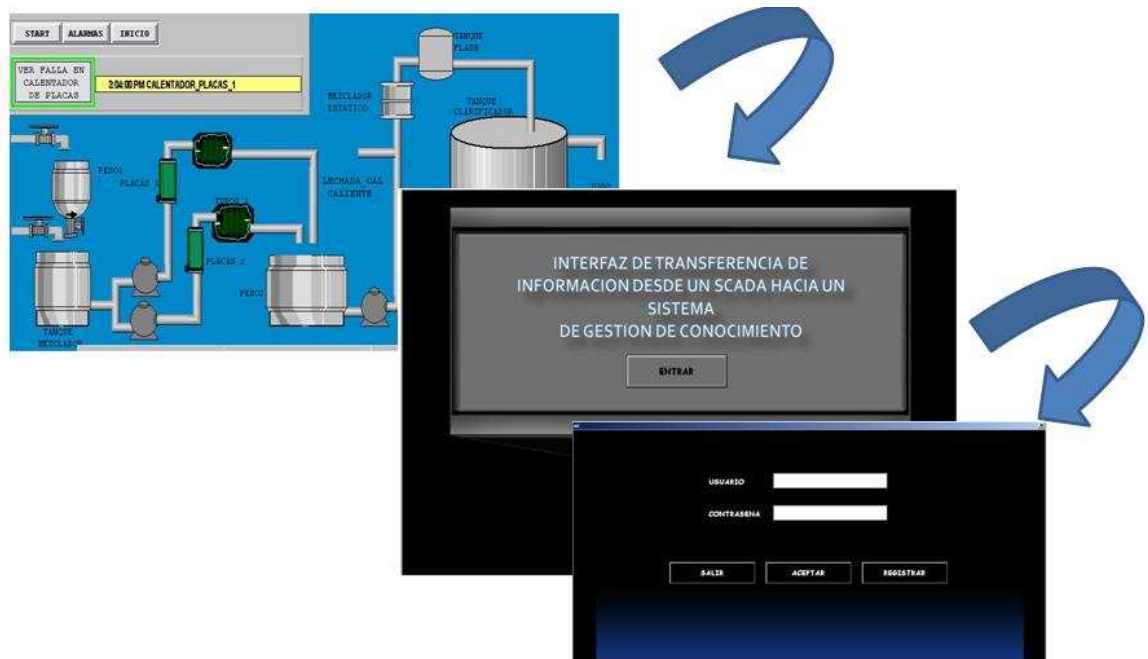 START ALARMAS INICIO
VER FALLA EN
CALENTADOR
DE PLACAS
3:04:00 PM CALENTADOR_PLACAS_1
TANQUE
FLASH
MEZCLADOR
ESTATICO
TANQUE
CLARIFICADOR
PESO1
PLACAS
TUBOS
LECHADA_CAL
CALIENTE
PLACAS 2
PESO2
TANQUE
MEZCLADOR
INTERFAZ DE TRANSFERENCIA DE
INFORMACION DESDE UN SCADA HACIA UN
SISTEMA
DE GESTION DE CONOCIMIENTO
ENTRAR
USUARIO
CONTRASENA
SALIR ACEPTAR REGISTRAR